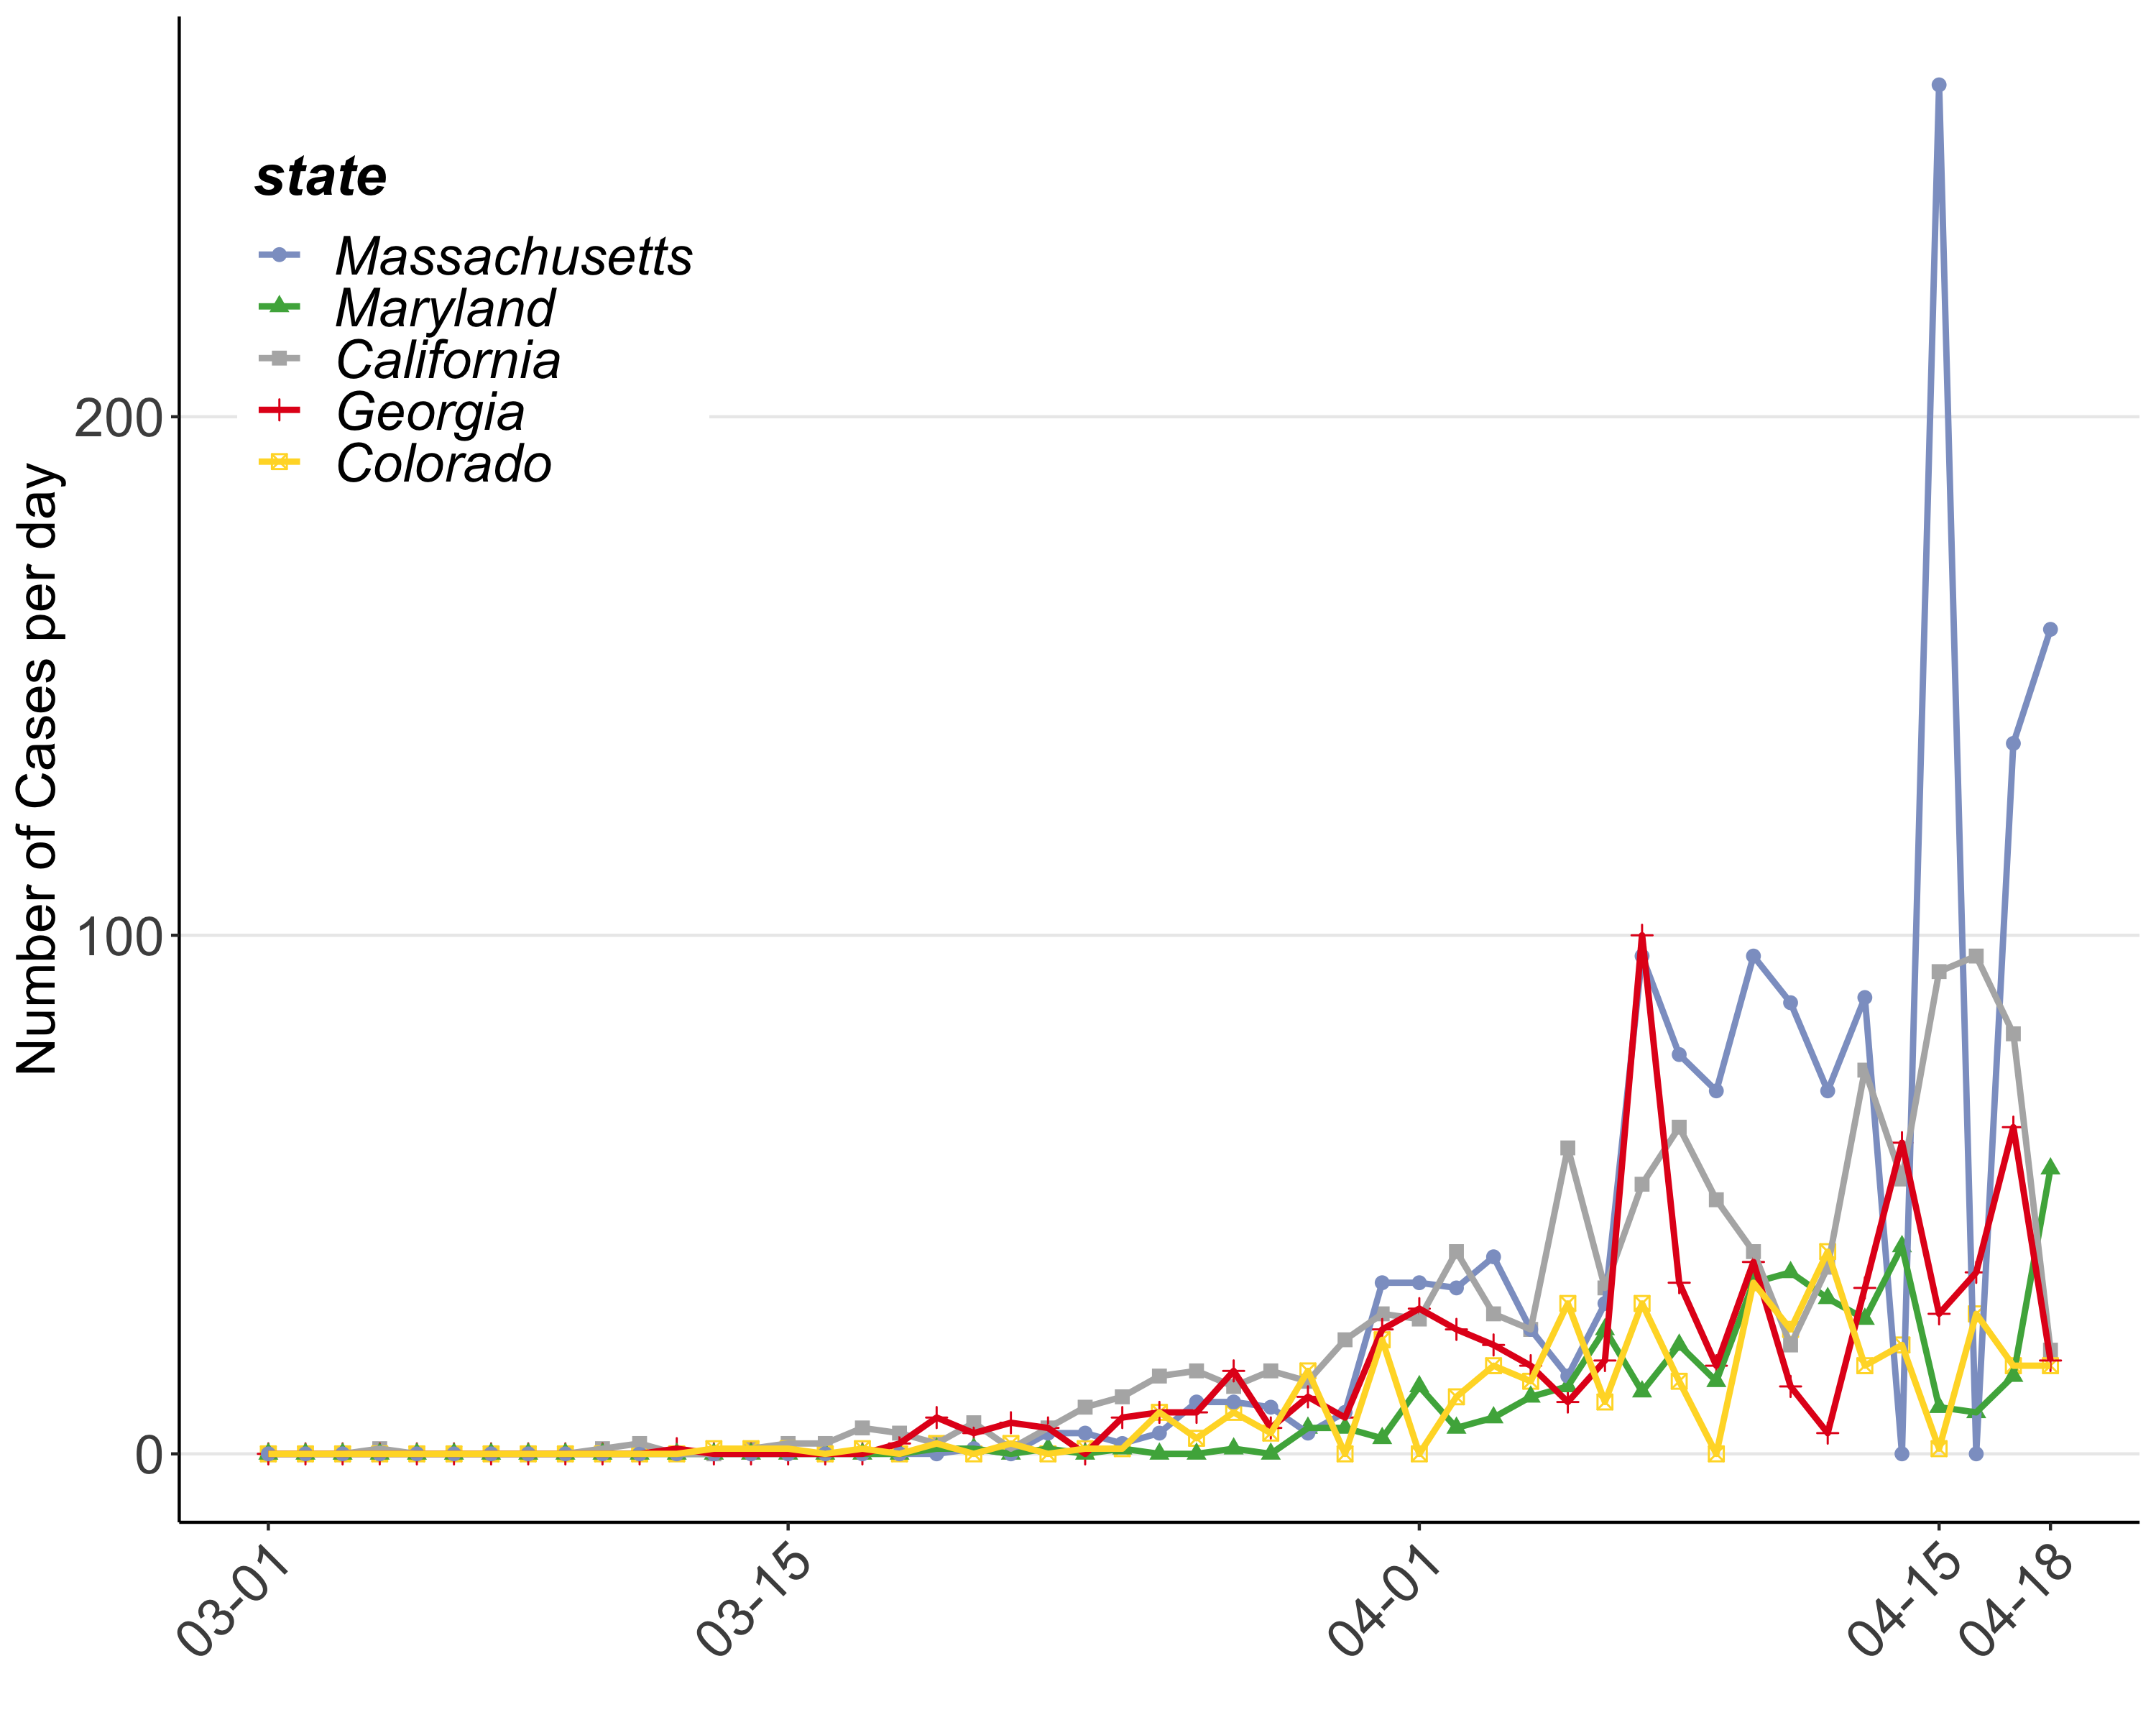 state
Massachusetts
Maryland
California
Georgia
Colorado
Number of Cases per day
200
100
0
03-01
03-15
04-01
04-15
04-18